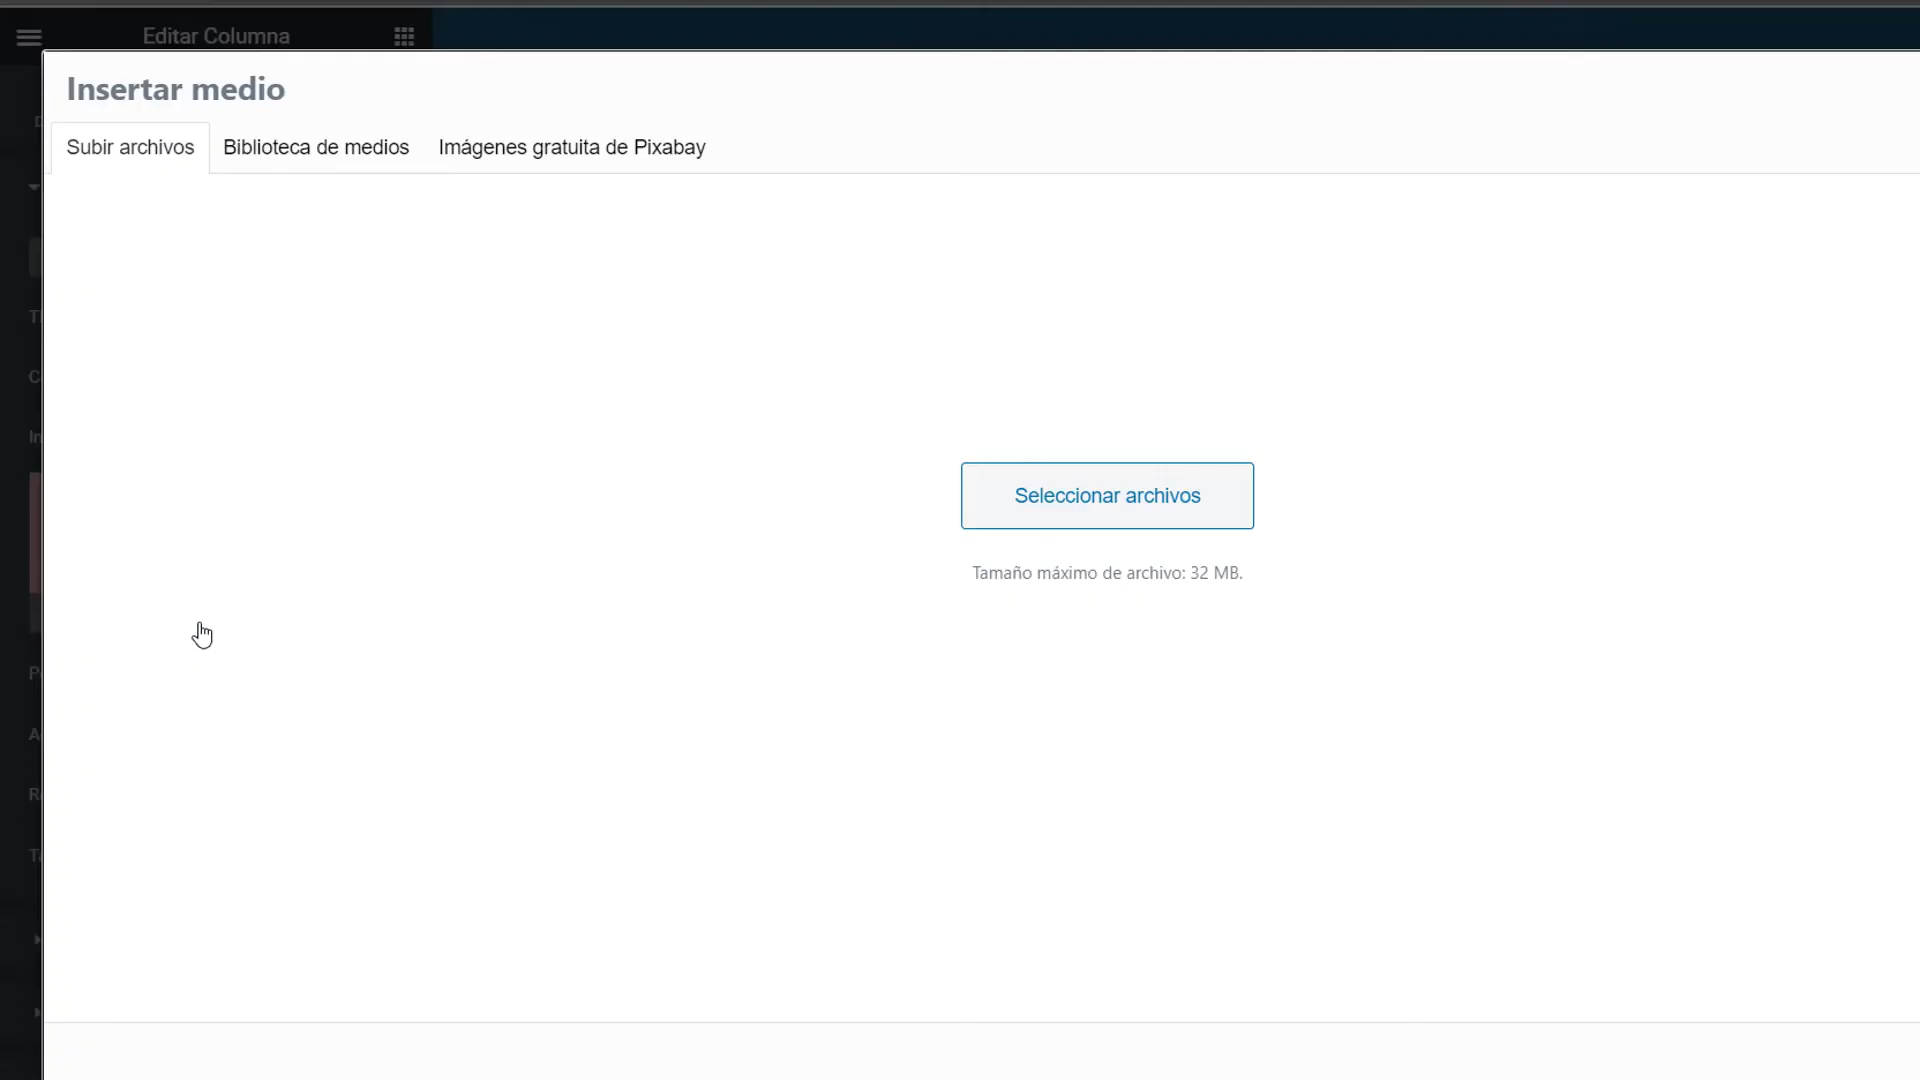 Editar Columna
Insertar medio
Subir archivos
Biblioteca de medios
Imágenes gratuita de Pixabay
Seleccionar archivos
Tamaño máximo de archivo: 32 MB.